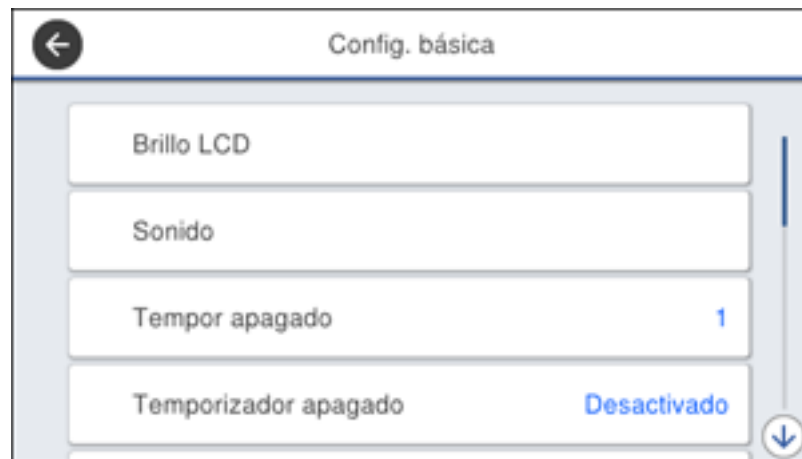 Config. básica
Brillo LCD
Sonido
Tempor apagado 1
Temporizador apagado Desactivado